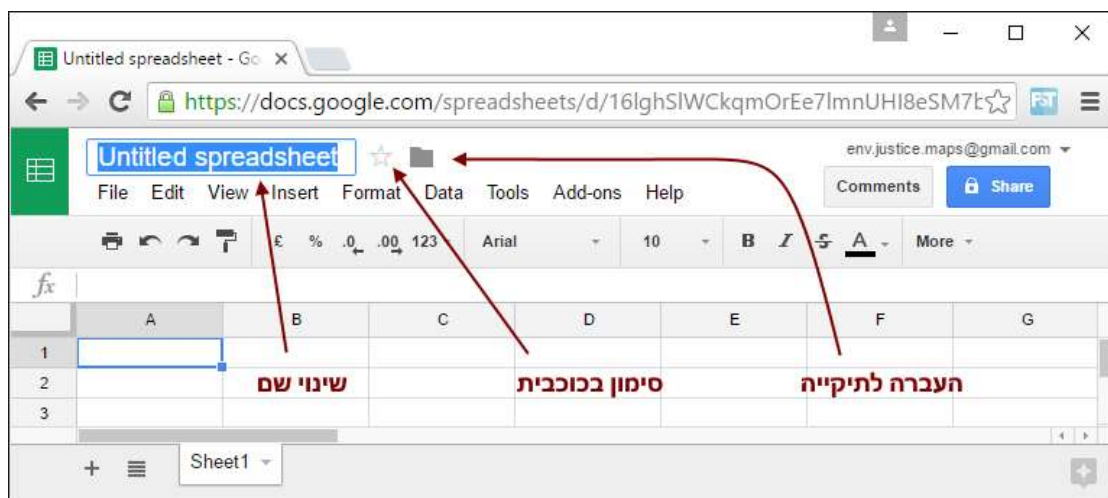 Untitled spreadsheet - Go
https://docs.google.com/spreadsheets/d/16lghSlWCkqmOrEe7lmnUHI8eSM7t
FST
Untitled spreadsheet
env.justice.maps@gmail.com
File Edit View Insert Format Data Tools Add-ons Help
Comments Share
£ % .0 .00 123 Arial 10 B I S A More
fx
A B C D E F G
1
2 שינוי שם סימון בכוכבית העברה לתיקייה
3
+ Sheet1